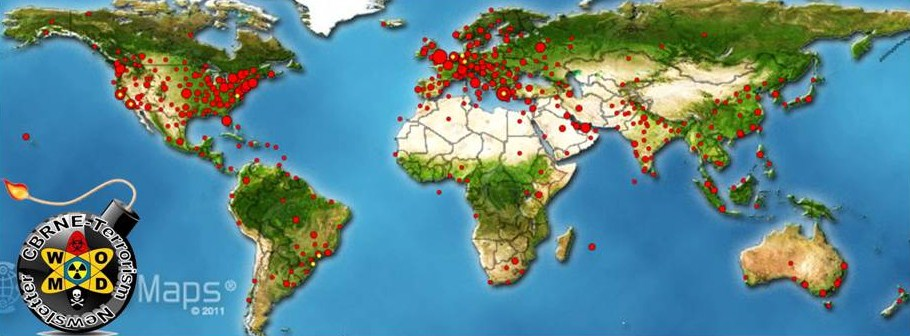 CBRNE-Terrorism Newsletter
W O
M D
Maps®
© 2011